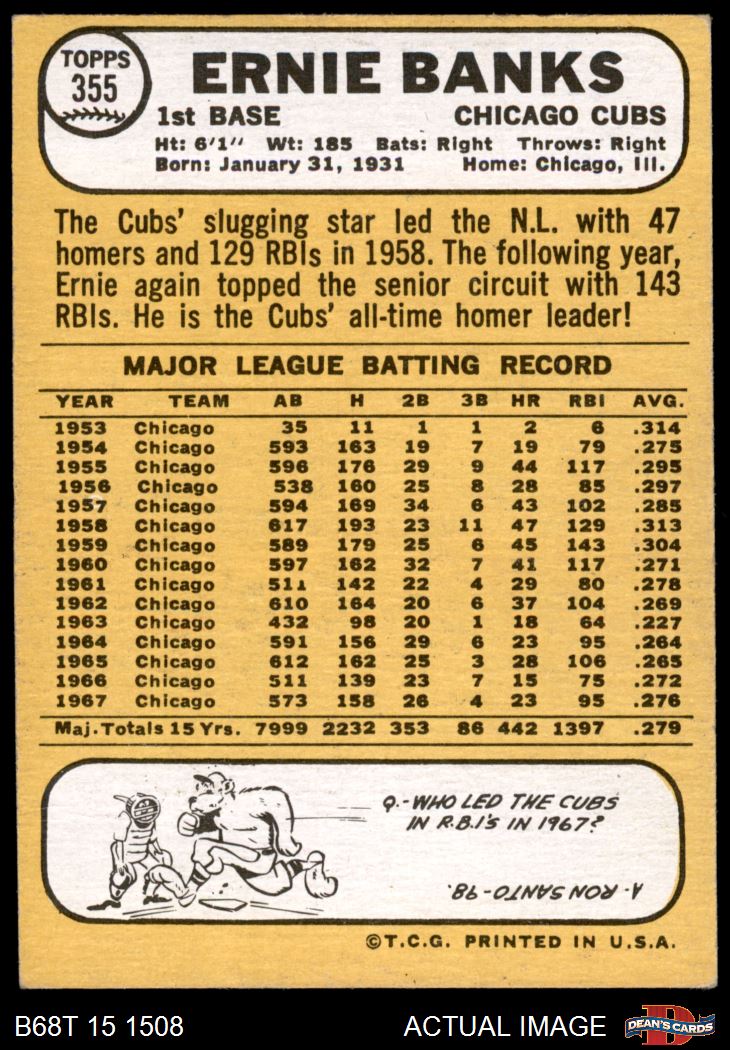 TOPPS
355
ERNIE BANKS
1st BASE CHICAGO CUBS
Ht: 6'1" Wt: 185 Bats: Right Throws: Right
Born: January 31, 1931 Home: Chicago, Ill.
The Cubs' slugging star led the N.L. with 47
homers and 129 RBIs in 1958. The following year,
Ernie again topped the senior circuit with 143
RBIs. He is the Cubs' all-time homer leader!
MAJOR LEAGUE BATTING RECORD
YEAR TEAM AB H 2B 3B HR RBI AVG.
1953 Chicago 35 11 1 1 2 6 .314
1954 Chicago 593 163 19 7 19 79 .275
1955 Chicago 596 176 29 9 44 117 .295
1956 Chicago 538 160 25 8 28 85 .297
1957 Chicago 594 169 34 6 43 102 .285
1958 Chicago 617 193 23 11 47 129 .313
1959 Chicago 589 179 25 6 45 143 .304
1960 Chicago 597 162 32 7 41 117 .271
1961 Chicago 511 142 22 4 29 80 .278
1962 Chicago 610 164 20 6 37 104 .269
1963 Chicago 432 98 20 1 18 64 .227
1964 Chicago 591 156 29 6 23 95 .264
1965 Chicago 612 162 25 3 28 106 .265
1966 Chicago 511 139 23 7 15 75 .272
1967 Chicago 573 158 26 4 23 95 .276
Maj. Totals 15 Yrs. 7999 2232 353 86 442 1397 .279
Q.-WHO LED THE CUBS
IN R.B.I'S IN 1967?
A-RON SANTO-98.
©T.C.G. PRINTED IN U.S.A.
B68T 15 1508 ACTUAL IMAGE
D
DEAN'S CARDS